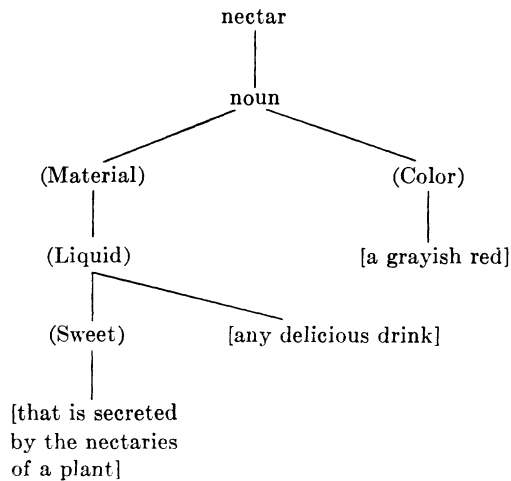 nectar
noun
(Material)
(Color)
(Liquid)
[a grayish red]
(Sweet)
[any delicious drink]
[that is secreted
by the nectaries
of a plant]